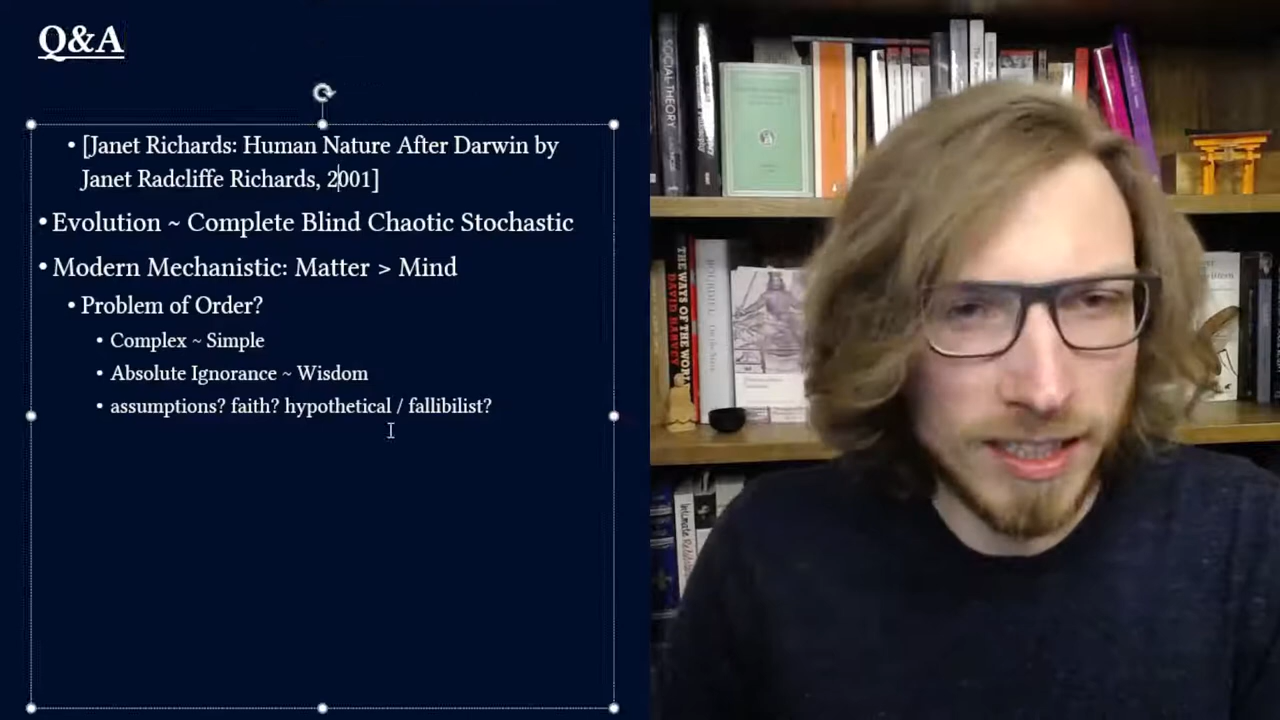 Q&A
• [Janet Richards: Human Nature After Darwin by
Janet Radcliffe Richards, 2001]
• Evolution ~ Complete Blind Chaotic Stochastic
• Modern Mechanistic: Matter > Mind
• Problem of Order?
• Complex ~ Simple
• Absolute Ignorance ~ Wisdom
• assumptions? faith? hypothetical / fallibilist?
SOCIAL THEORY
THE WAYS OF THE WORLD
DAVID HARVEY